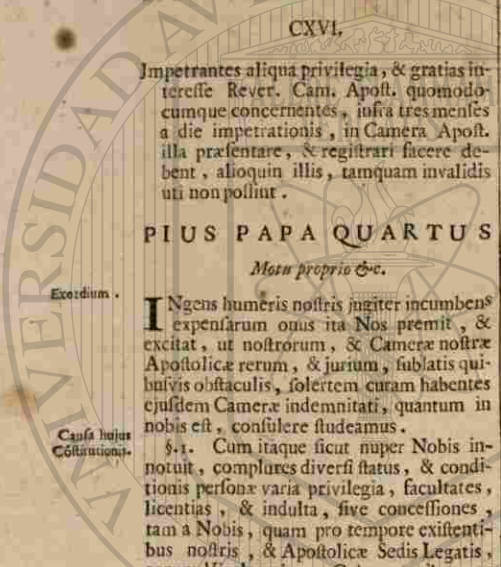 CXVI.
Jmpetrantes aliqua privilegia, & gratias in-
teresse Rever. Cam. Apost. quomodo-
cumque concernentes, infra tres menses
a die impetrationis, in Camera Apost.
illa præsentare, & registrari facere de-
bent, alioquin illis, tamquam invalidis
uti non possint.
PIUS PAPA QUARTUS
Motu proprio &c.
Exordium.
INgens humeris nostris jugiter incumbens
expensarum onus ita Nos premit, &
excitat, ut nostrorum, & Cameræ nostræ
Apostolicæ rerum, & jurium, sublatis qui-
busvis obstaculis, solertem curam habentes
ejusdem Cameræ indemnitati, quantum in
nobis est, consulere studeamus.
Causa hujus
Cōstitutionis.
§.1. Cum itaque sicut nuper Nobis in-
notuit, complures diversi status, & condi-
tionis personæ varia privilegia, facultates,
licentias, & indulta, sive concessiones,
tam a Nobis, quam pro tempore existenti-
bus nostris, & Apostolicæ Sedis Legatis,
UNIVERSIDAD